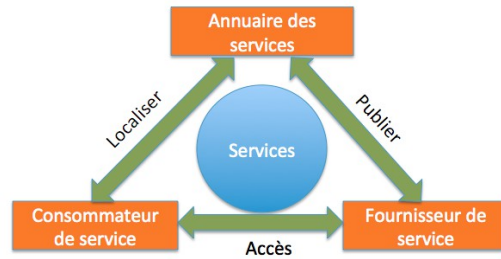 Annuaire des
services
Localiser
Publier
Services
Consommateur
de service
Accès
Fournisseur de
service